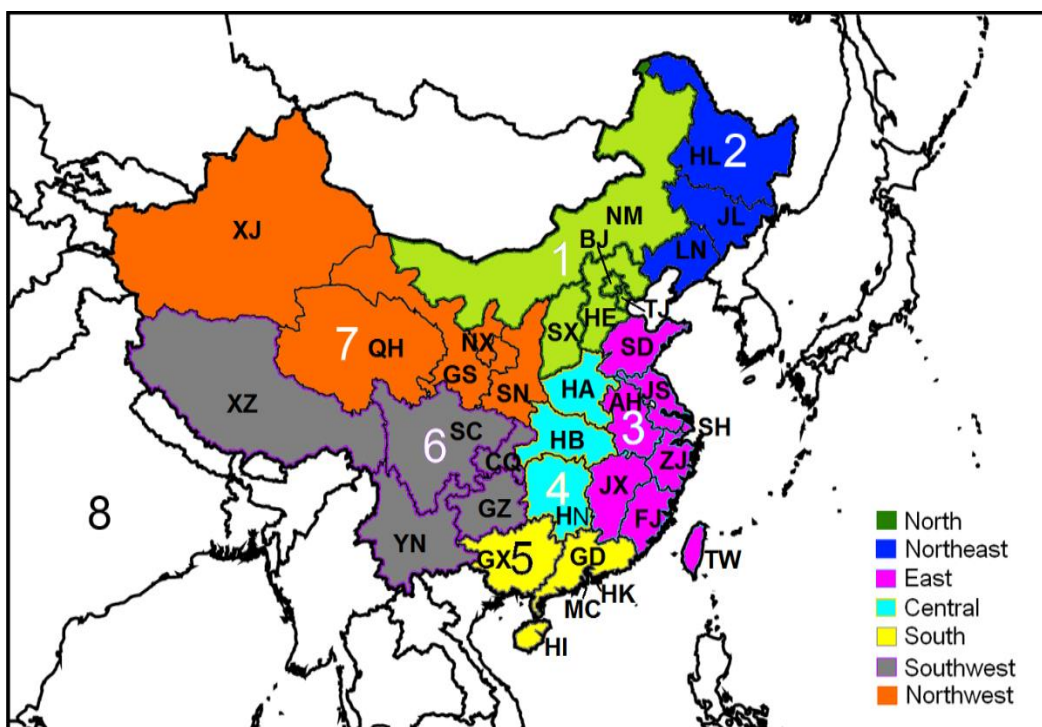 HL 2
NM
JL
XJ
BJ
LN
1
TJ
SX
HE
7
QH
NX
SD
GS
SN
HA
AH
JS
XZ
SC
3
SH
6
HB
CQ
ZJ
JX
4
8
GZ
HN
FJ
YN
GX
5
GD
TW
HK
MC
HI
North
Northeast
East
Central
South
Southwest
Northwest